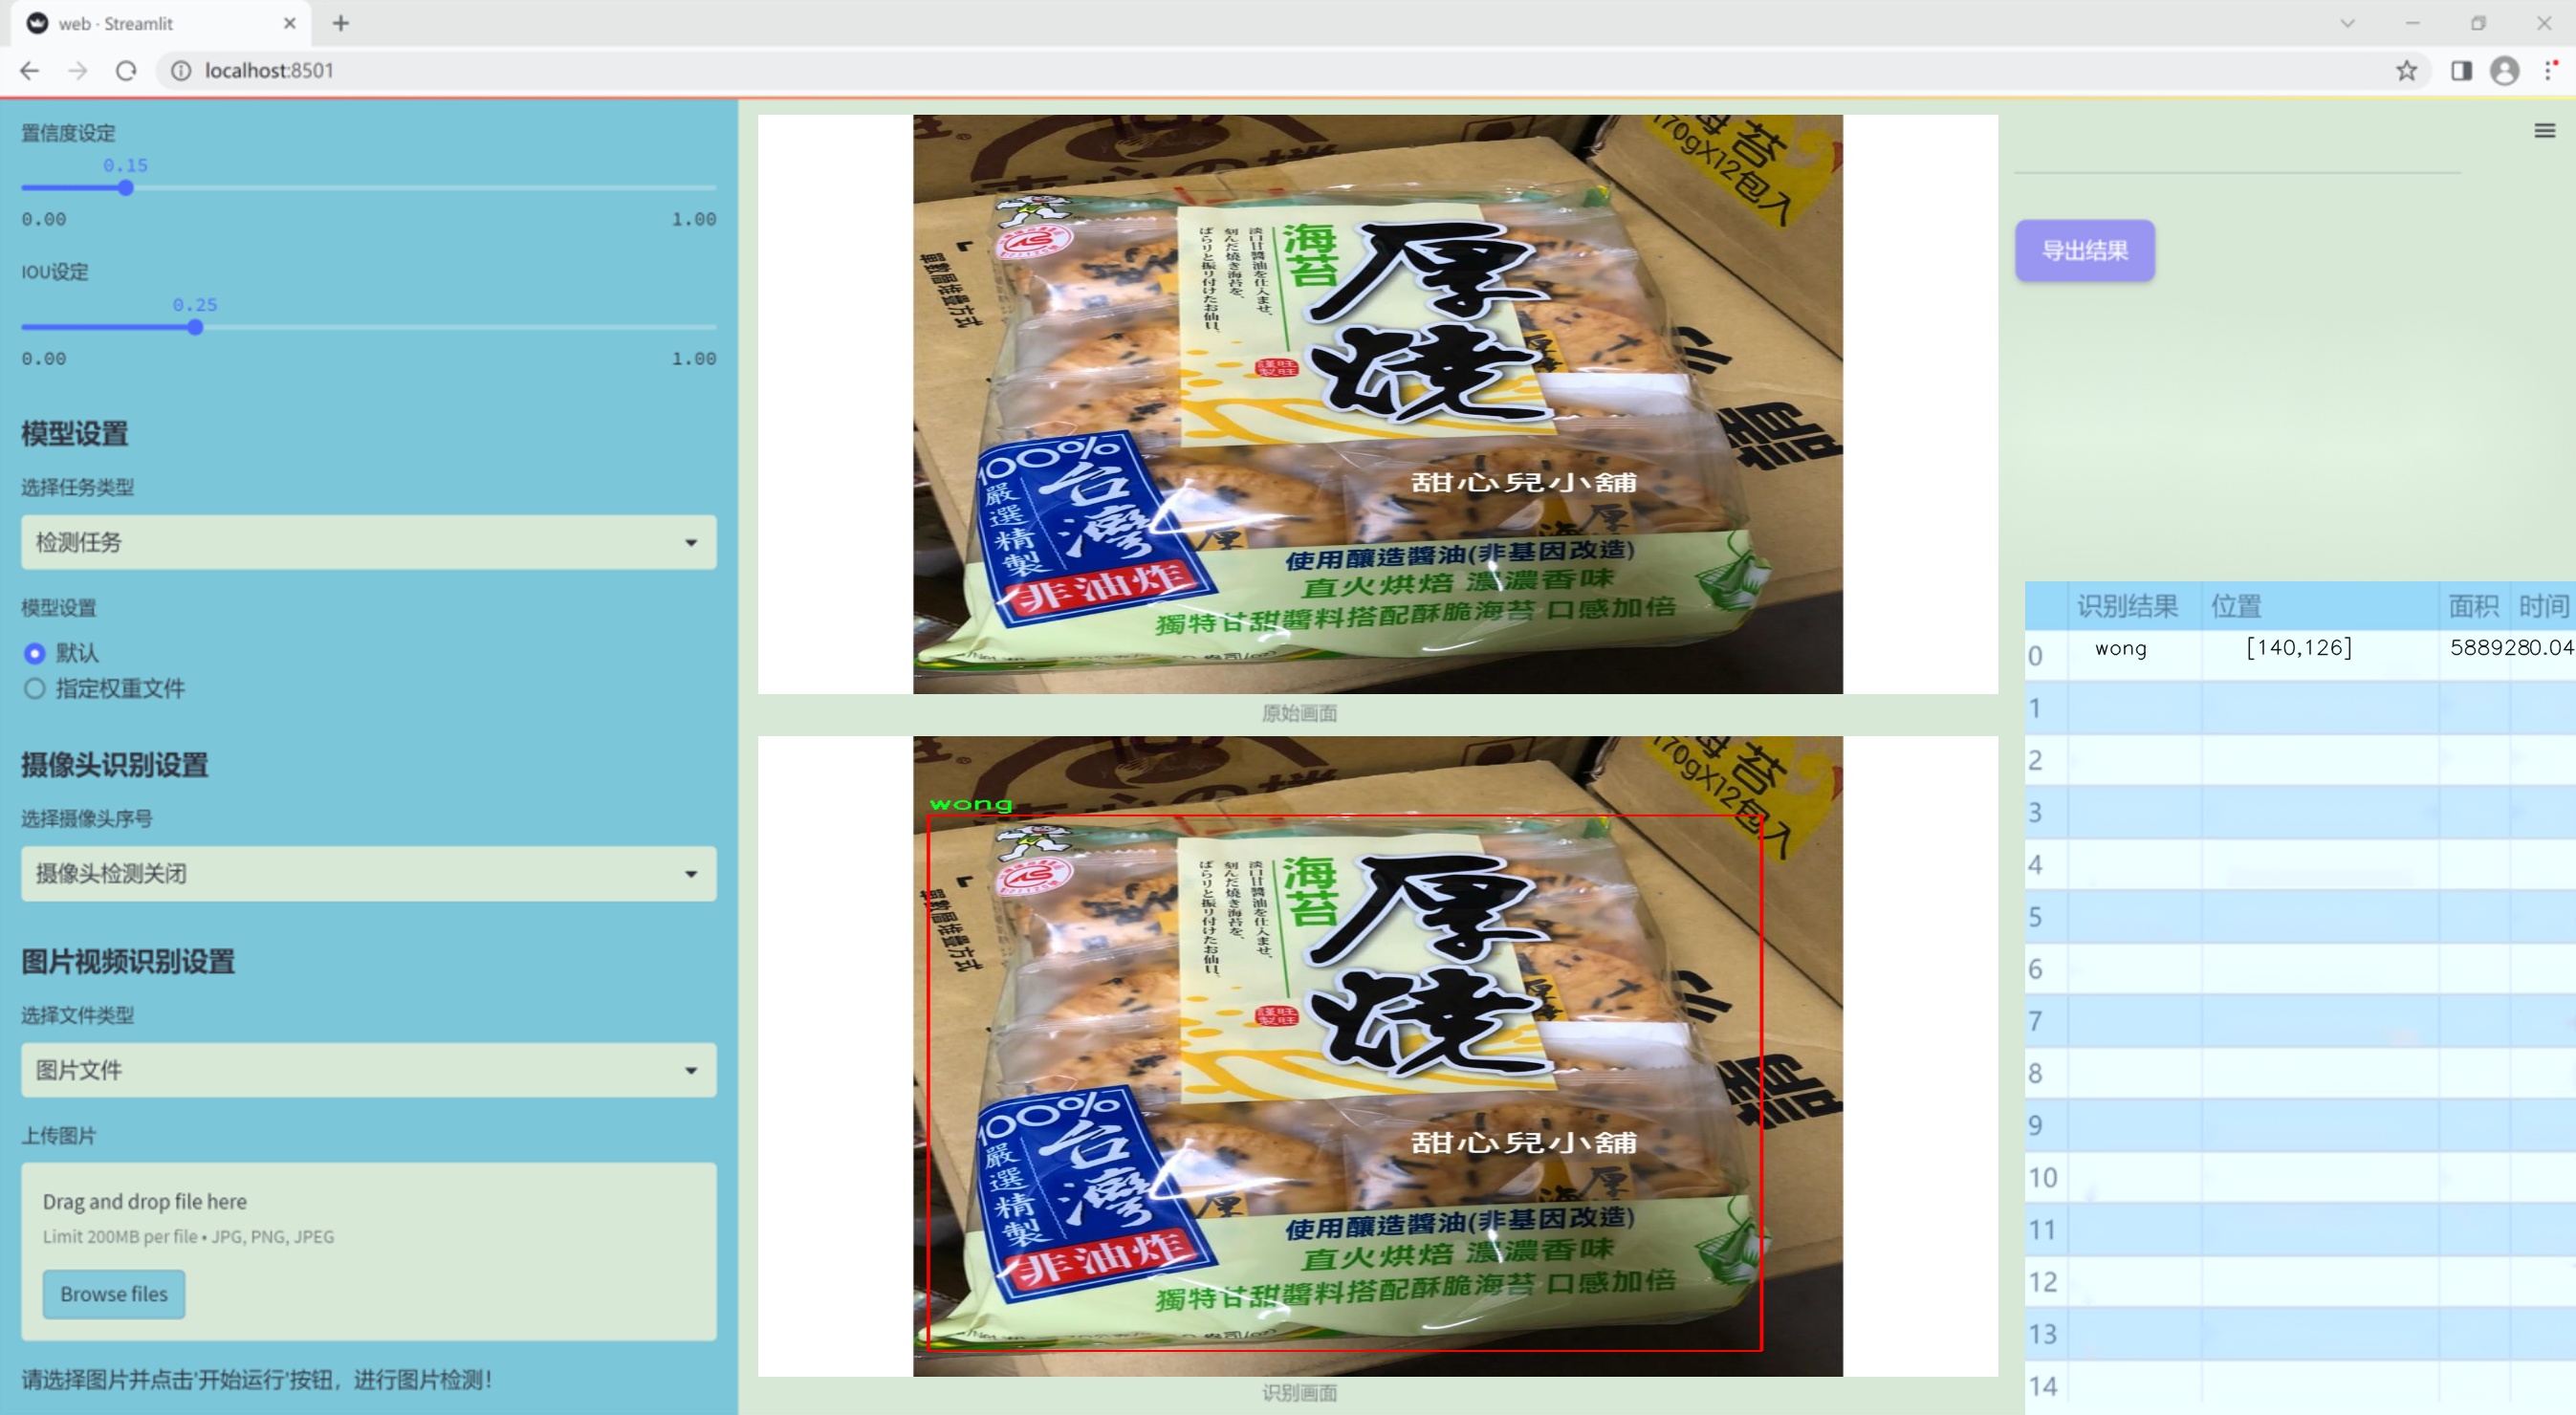 web · Streamlit
localhost:8501
置信度设定
0.15
0.00
1.00
IOU设定
0.25
0.00
1.00
模型设置
选择任务类型
检测任务
模型设置
默认
指定权重文件
摄像头识别设置
选择摄像头序号
摄像头检测关闭
图片视频识别设置
选择文件类型
图片文件
上传图片
Drag and drop file here
Limit 200MB per file • JPG, PNG, JPEG
Browse files
请选择图片并点击'开始运行'按钮，进行图片检测！
海苔
170gX12包入
海苔
厚燒
100%
台灣
嚴選精製
非油炸
甜心兒小舖
使用釀造醬油(非基因改造)
直火烘焙 濃濃香味
獨特甘甜醬料搭配酥脆海苔 口感加倍
原始画面
wong
海苔
170gX12包入
海苔
厚燒
100%
台灣
嚴選精製
非油炸
甜心兒小舖
使用釀造醬油(非基因改造)
直火烘焙 濃濃香味
獨特甘甜醬料搭配酥脆海苔 口感加倍
识别画面
导出结果
识别结果 位置 面积 时间
0 wong [140,126] 5889280.04
1
2
3
4
5
6
7
8
9
10
11
12
13
14